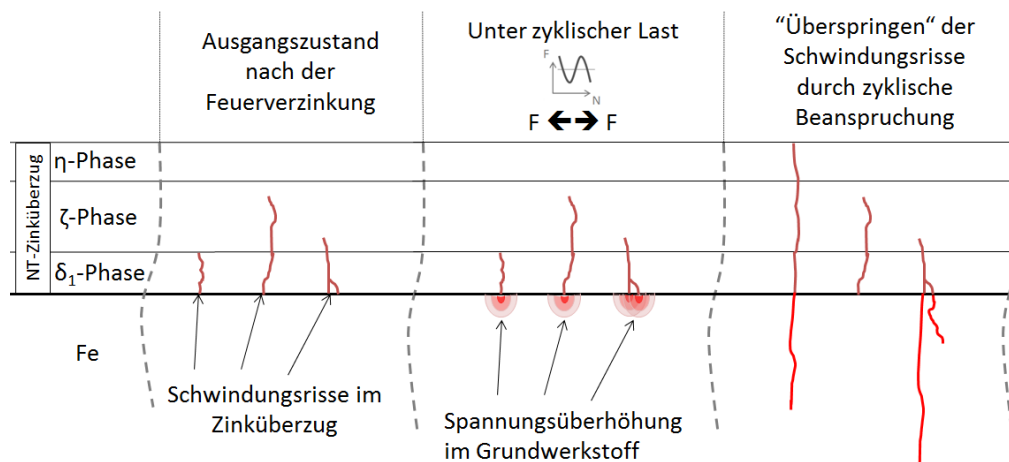 Ausgangszustand
nach der
Feuerverzinkung
Unter zyklischer Last
F
N
F F
“Überspringen“ der
Schwindungsrisse
durch zyklische
Beanspruchung
NT-Zinküberzug
η-Phase
ζ-Phase
δ1-Phase
Fe
Schwindungsrisse im
Zinküberzug
Spannungsüberhöhung
im Grundwerkstoff